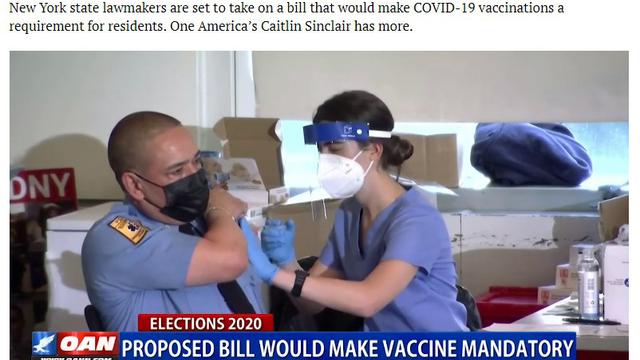 New York state lawmakers are set to take on a bill that would make COVID-19 vaccinations a
requirement for residents. One America's Caitlin Sinclair has more.
DNY
ELECTIONS 2020
OAN
PROPOSED BILL WOULD MAKE VACCINE MANDATORY